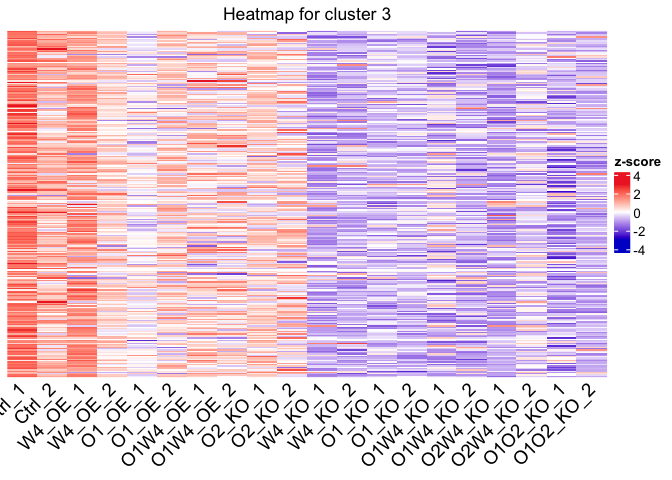 Heatmap for cluster 3
z-score
4
2
0
-2
-4
trl_1
Ctrl_2
W4_OE_1
W4_OE_2
O1_OE_1
O1_OE_2
O1W4_OE_1
O1W4_OE_2
O2_KO_1
O2_KO_2
W4_KO_1
W4_KO_2
O1_KO_1
O1_KO_2
O1W4_KO_1
O1W4_KO_2
O2W4_KO_1
O2W4_KO_2
O1O2_KO_1
O1O2_KO_2